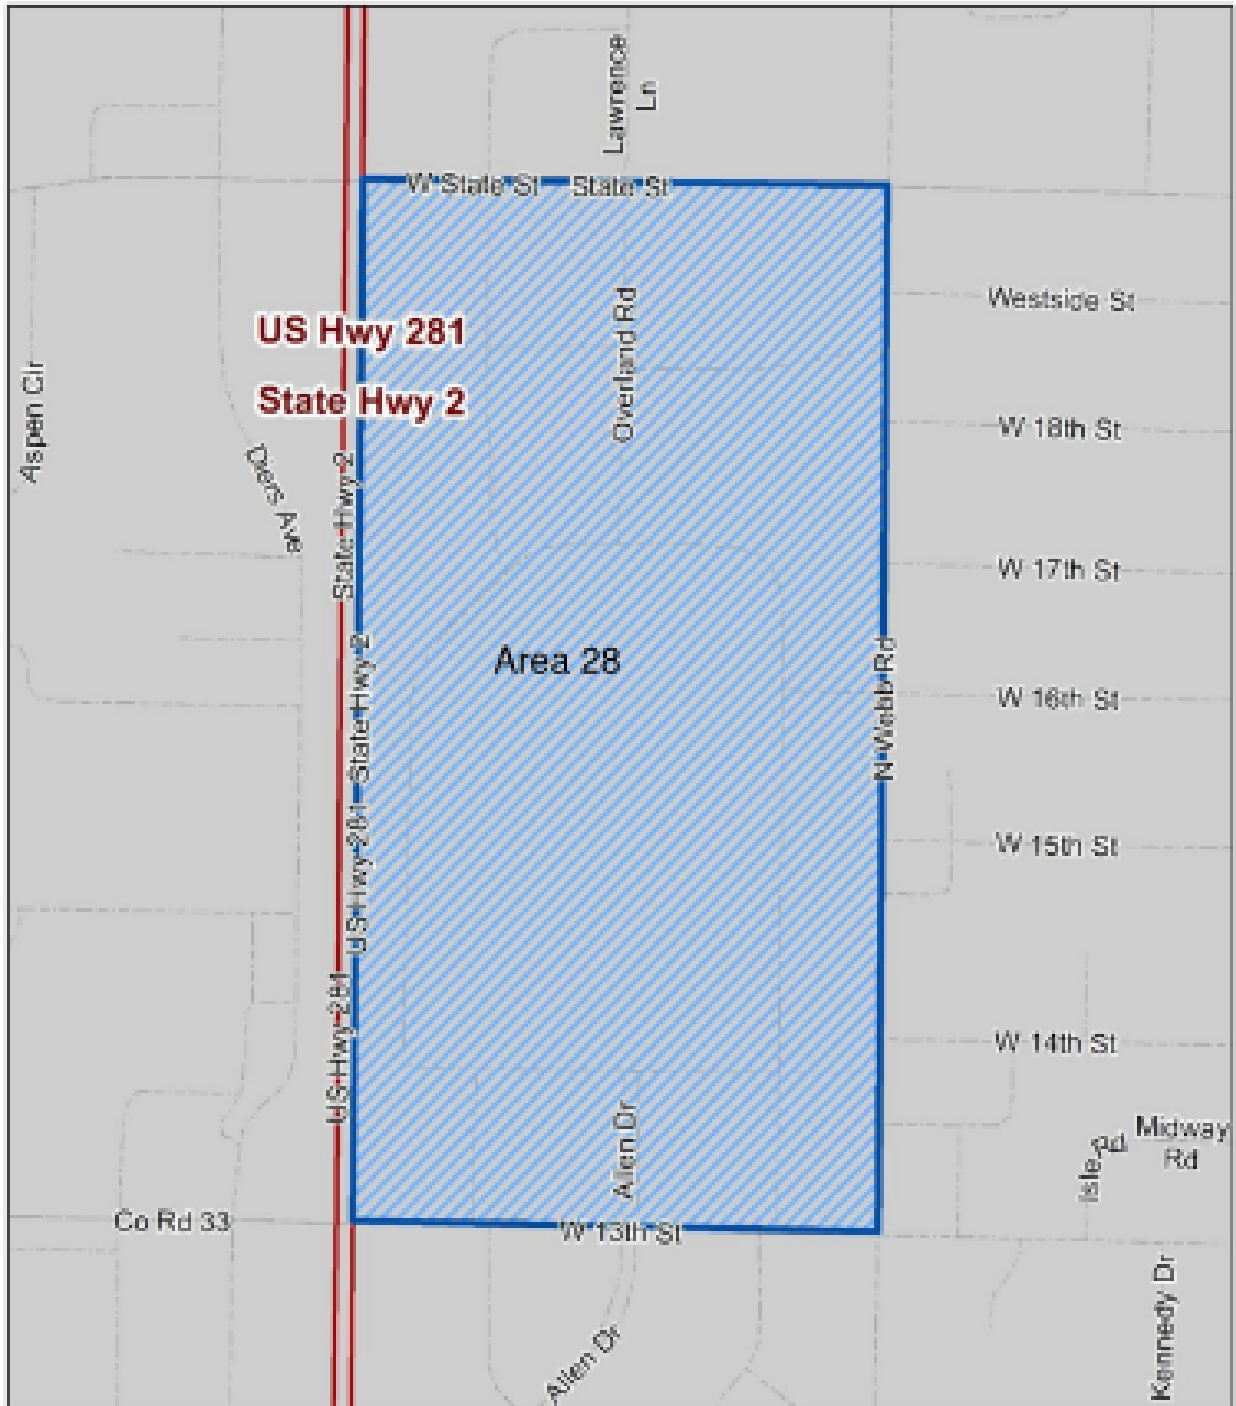 Lawrence
Ln
W State St
State St
Westside St
Overland Rd
US Hwy 281
State Hwy 2
Aspen Cir
W 18th St
Diers Ave
State Hwy 2
W 17th St
Area 28
State Hwy 2
N Webb Rd
W 16th St
US Hwy 281
W 15th St
US Hwy 281
W 14th St
Allen Dr
Midway
Rd
Isle Rd
Co Rd 33
W 13th St
Kennedy Dr
Allen Dr